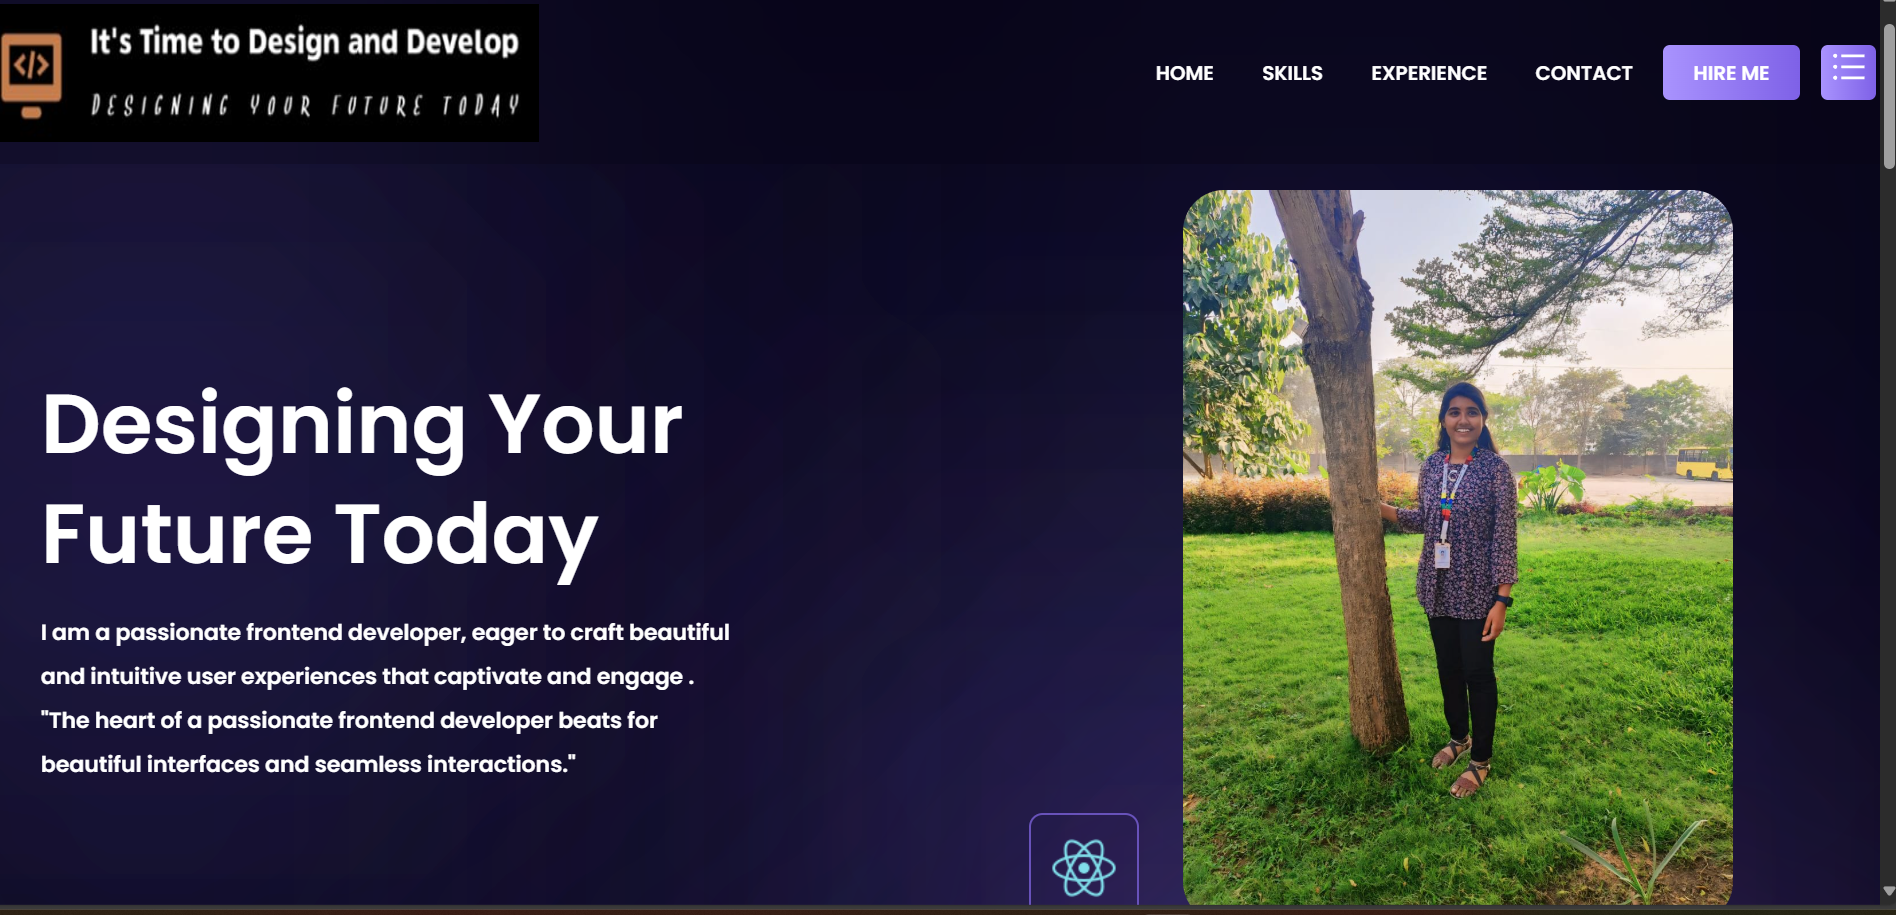 It's Time to Design and Develop
DESIGNING YOUR FUTURE TODAY
HOME
SKILLS
EXPERIENCE
CONTACT
HIRE ME
Designing Your
Future Today
I am a passionate frontend developer, eager to craft beautiful
and intuitive user experiences that captivate and engage .
"The heart of a passionate frontend developer beats for
beautiful interfaces and seamless interactions."